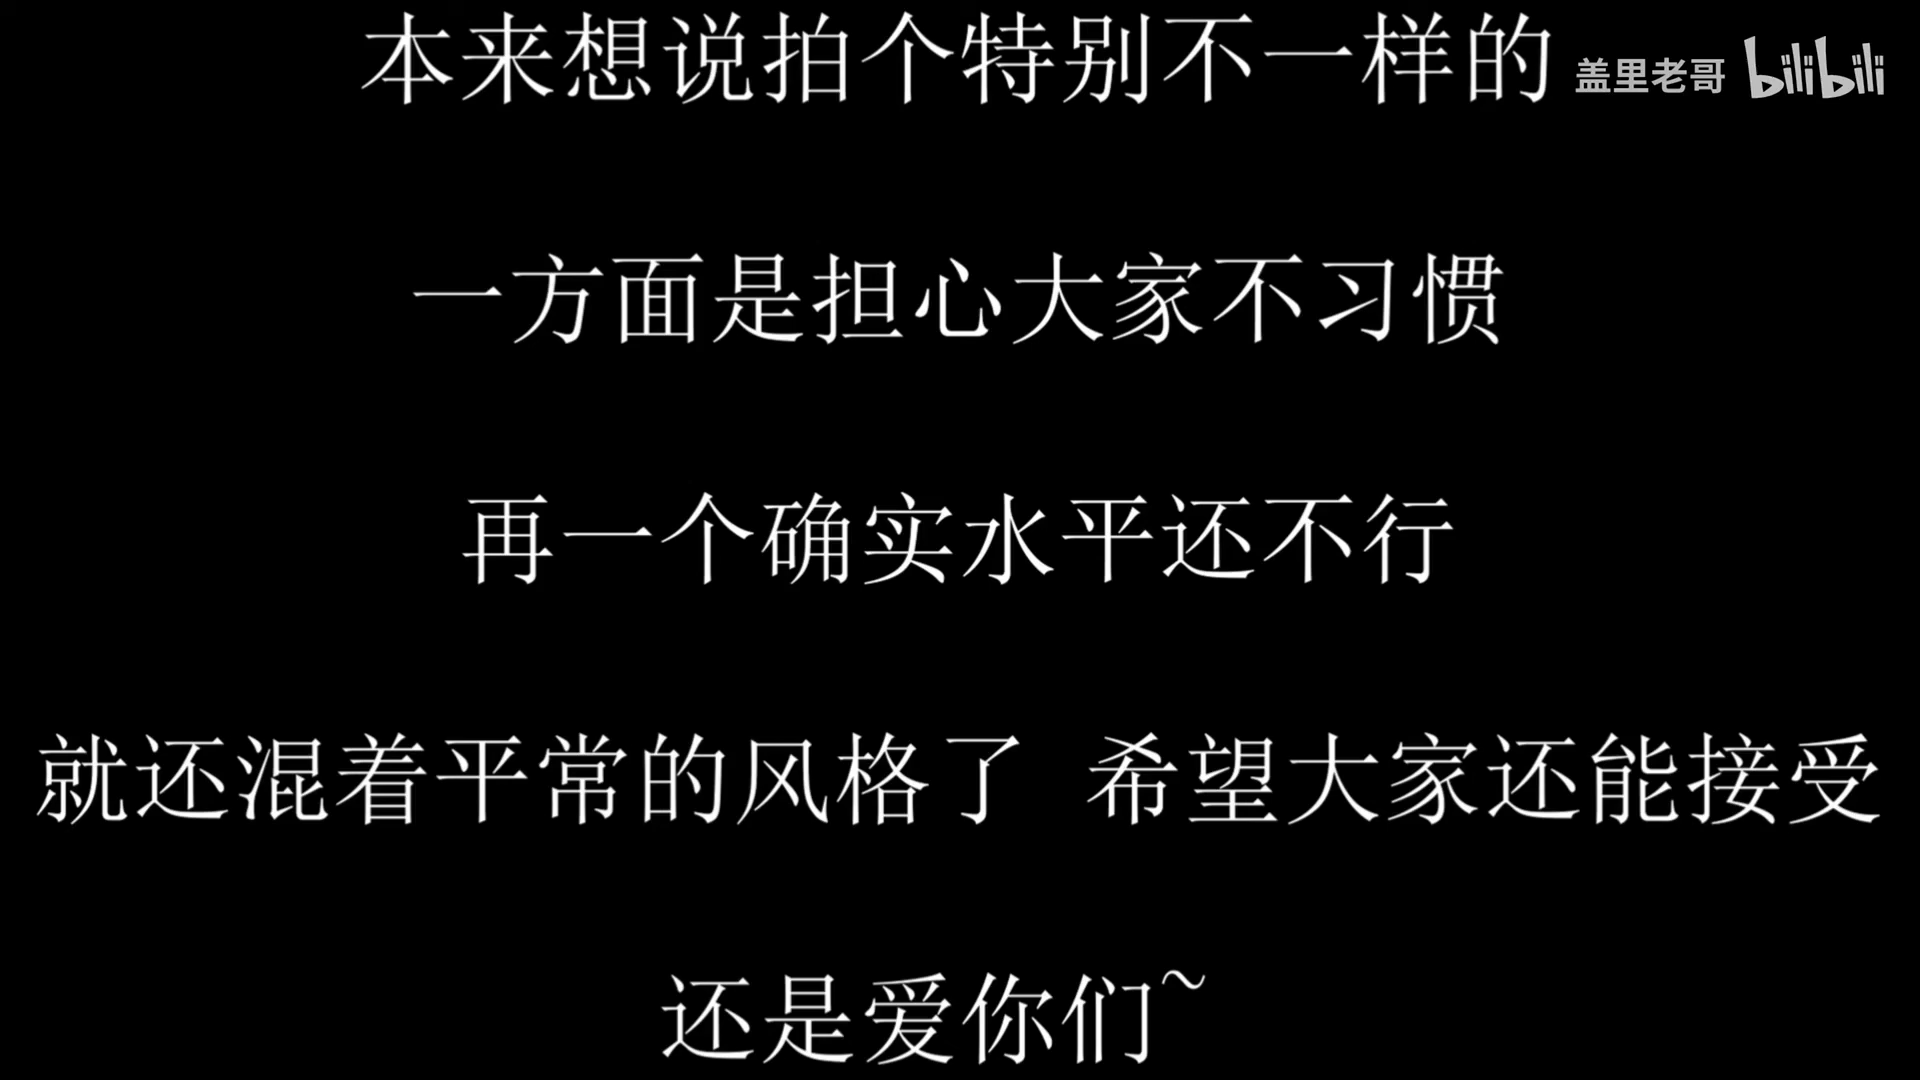 本来想说拍个特别不一样的
盖里老哥 bilibili
一方面是担心大家不习惯
再一个确实水平还不行
就还混着平常的风格了 希望大家还能接受
还是爱你们~